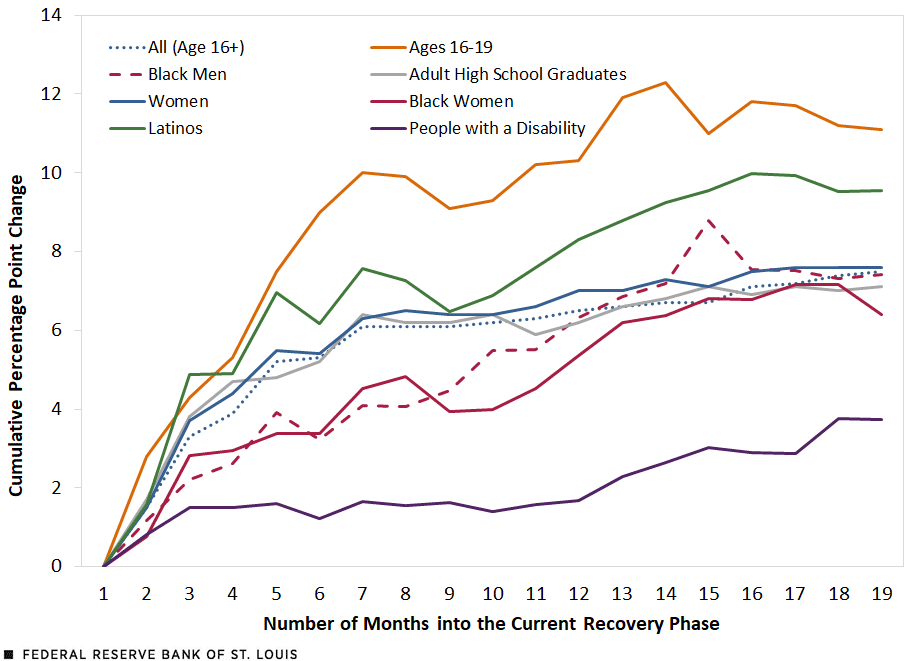 14
12
10
8
6
4
2
0
Cumulative Percentage Point Change
All (Age 16+)
Ages 16-19
Black Men
Adult High School Graduates
Women
Black Women
Latinos
People with a Disability
1 2 3 4 5 6 7 8 9 10 11 12 13 14 15 16 17 18 19
Number of Months into the Current Recovery Phase
FEDERAL RESERVE BANK OF ST. LOUIS